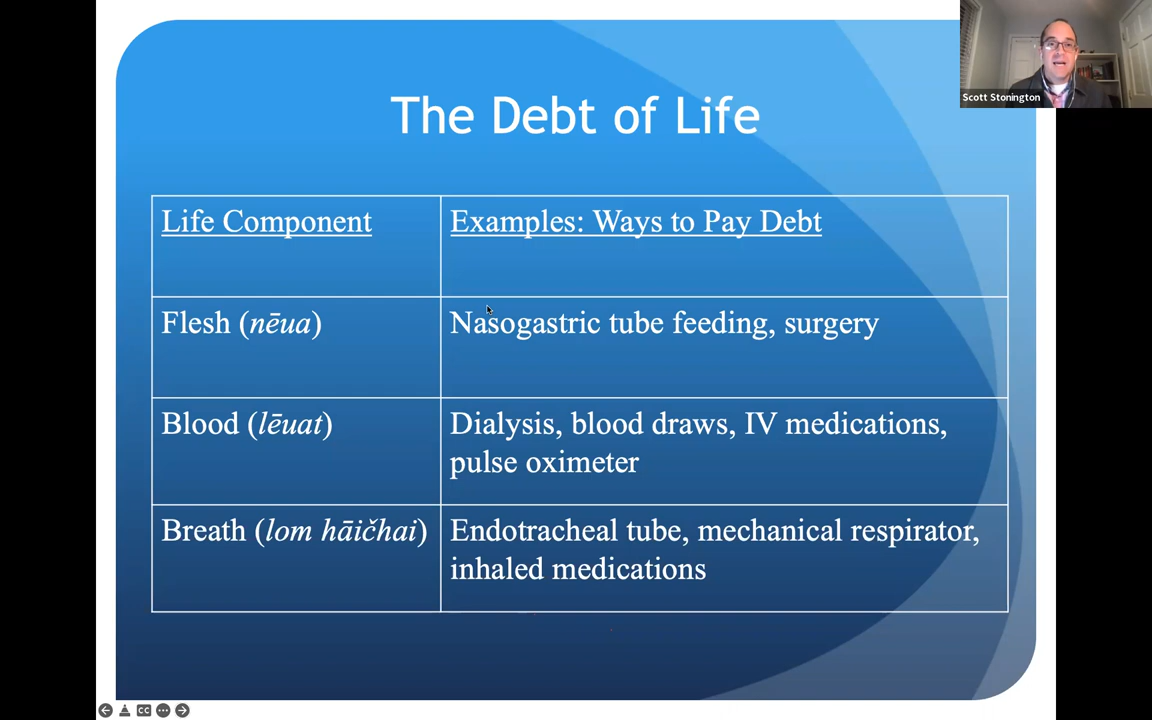 Scott Stonington
The Debt of Life
Life Component
Examples: Ways to Pay Debt
Flesh (nēua)
Nasogastric tube feeding, surgery
Blood (lēuat)
Dialysis, blood draws, IV medications,
pulse oximeter
Breath (lom hāičhai)
Endotracheal tube, mechanical respirator,
inhaled medications
CC